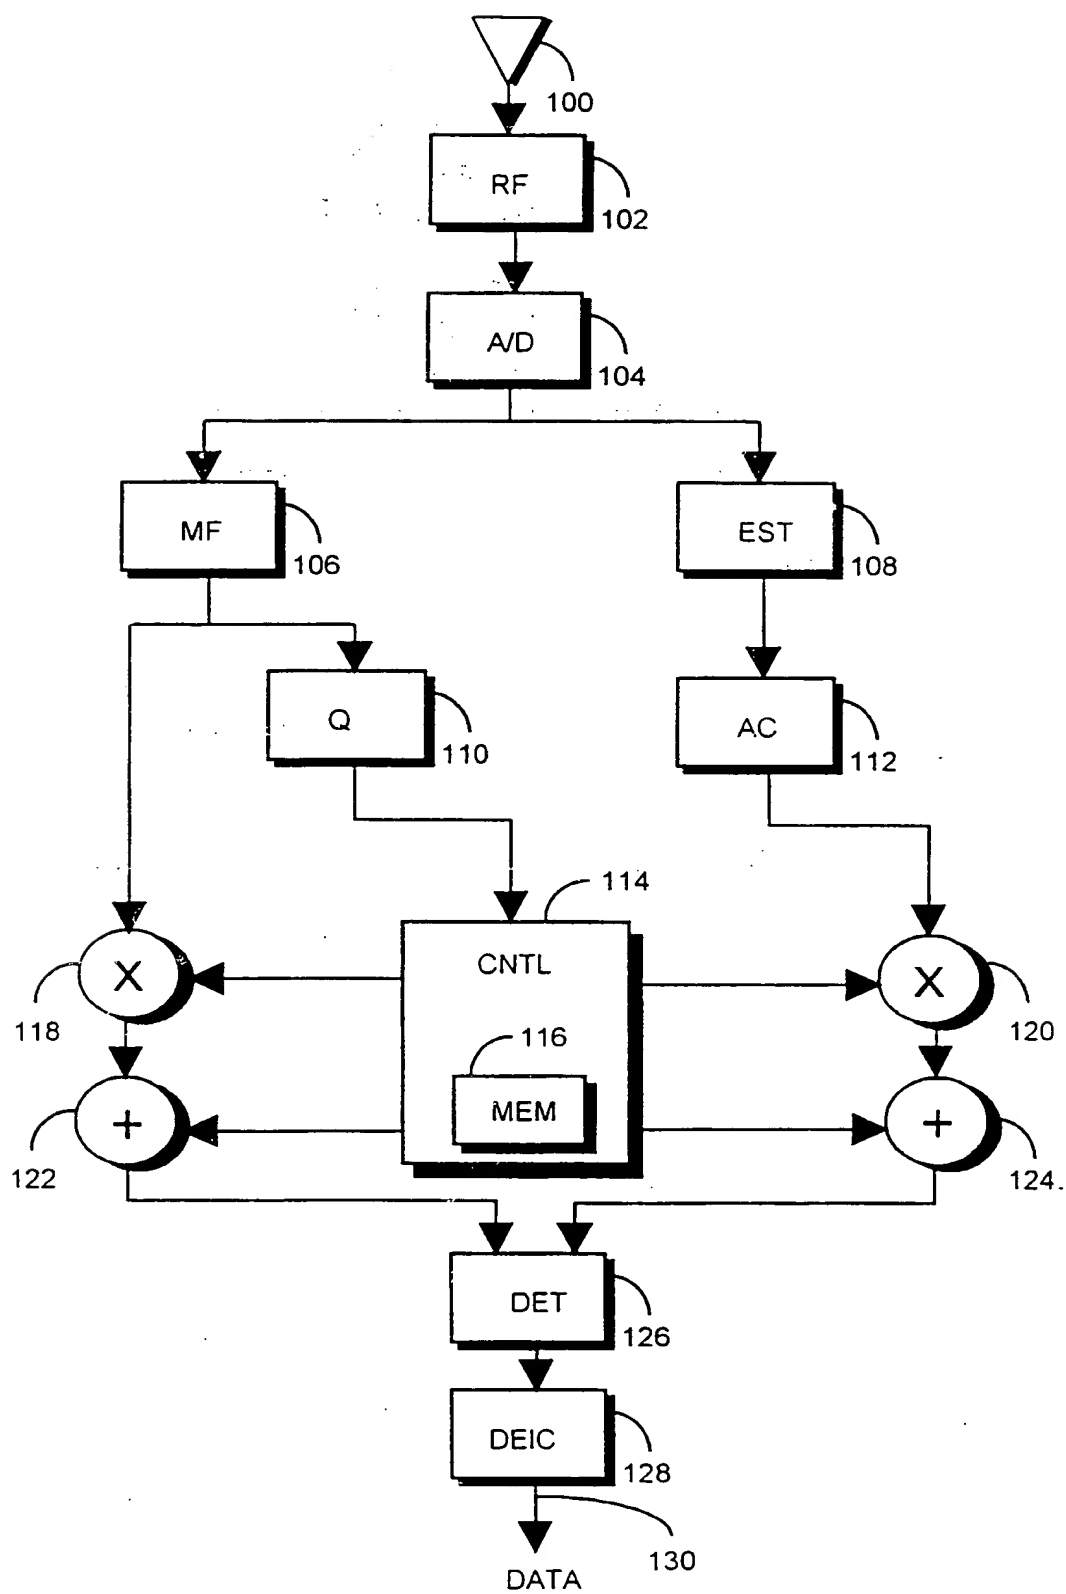 100
RF
102
A/D
104
MF
106
EST
108
Q
110
AC
112
114
CNTL
X
118
X
120
116
MEM
+
122
+
124.
DET
126
DEIC
128
130
DATA